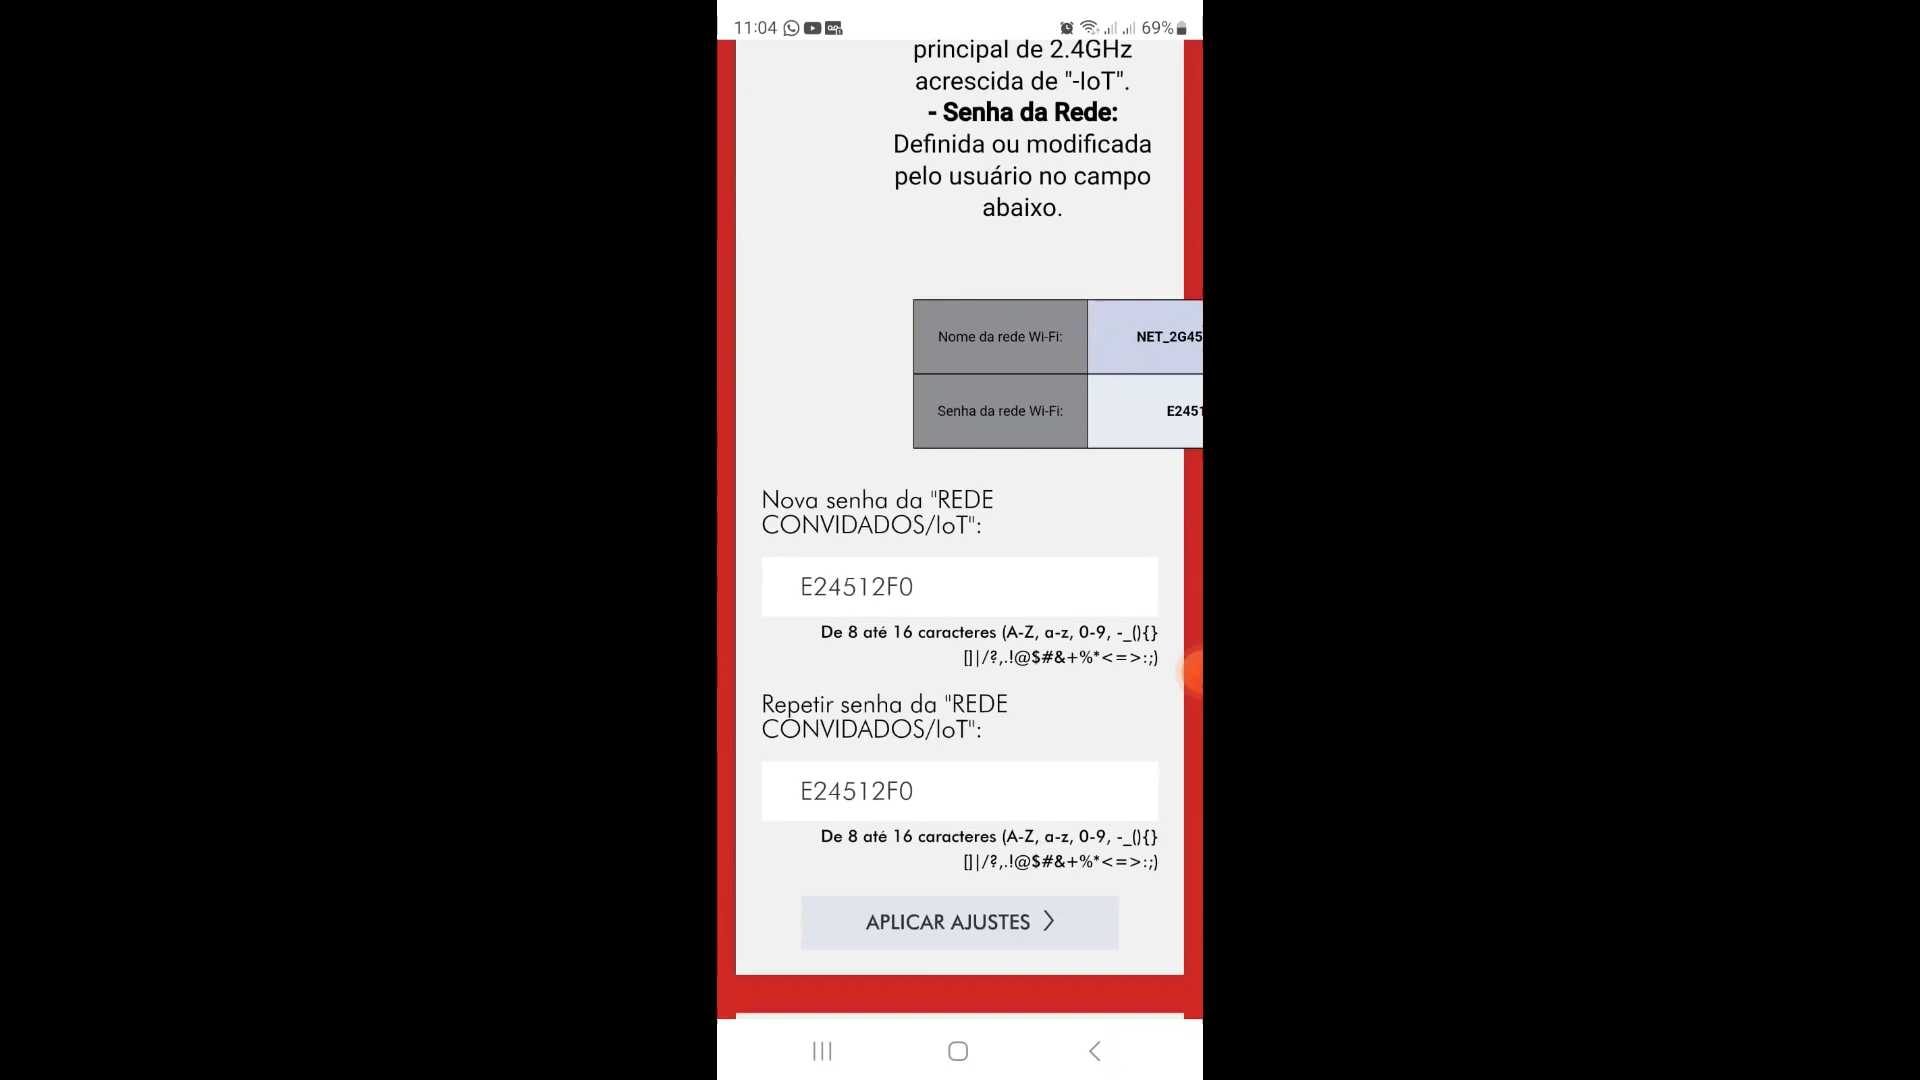 11:04
69%
principal de 2.4GHz
acrescida de "-IoT".
- Senha da Rede:
Definida ou modificada
pelo usuário no campo
abaixo.
Nome da rede Wi-Fi: NET_2G45
Senha da rede Wi-Fi: E2451
Nova senha da "REDE
CONVIDADOS/IoT":
E24512F0
De 8 até 16 caracteres (A-Z, a-z, 0-9, -_(){}
[]|/?,.!@$#&+%*<=>:;)
Repetir senha da "REDE
CONVIDADOS/IoT":
E24512F0
De 8 até 16 caracteres (A-Z, a-z, 0-9, -_(){}
[]|/?,.!@$#&+%*<=>:;)
APLICAR AJUSTES